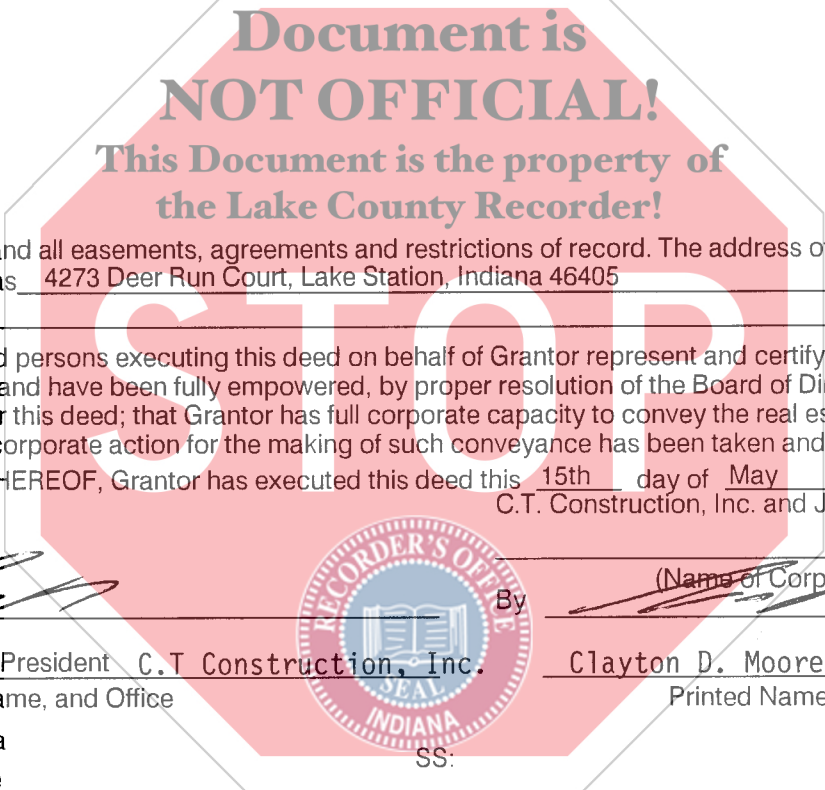 Document is
NOT OFFICIAL!
This Document is the property of
the Lake County Recorder!
and all easements, agreements and restrictions of record. The address of
as 4273 Deer Run Court, Lake Station, Indiana 46405
STOP
d persons executing this deed on behalf of Grantor represent and certify
and have been fully empowered, by proper resolution of the Board of Di
r this deed; that Grantor has full corporate capacity to convey the real es
corporate action for the making of such conveyance has been taken and
HEREOF, Grantor has executed this deed this 15th day of May
C.T. Construction, Inc. and J
RECORDER'S OFFICE
(Name of Corp
By
President C.T Construction, Inc. Clayton D. Moore
ame, and Office Printed Name
SEAL
INDIANA
a
SS: